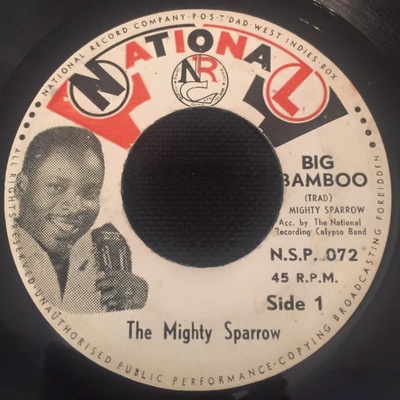 NATIONAL RECORD COMPANY-POS-T'DAD-WEST INDIES-BOX
NATIONAL
NRC
BIG
BAMBOO
(TRAD)
MIGHTY SPARROW
Acc. by The National
Recording Calypso Band
N.S.P. 072
45 R.P.M.
Side 1
The Mighty Sparrow
ALL RIGHTS RESERVED-UNAUTHORISED PUBLIC PERFORMANCE-COPYING BROADCASTING FORBIDDEN